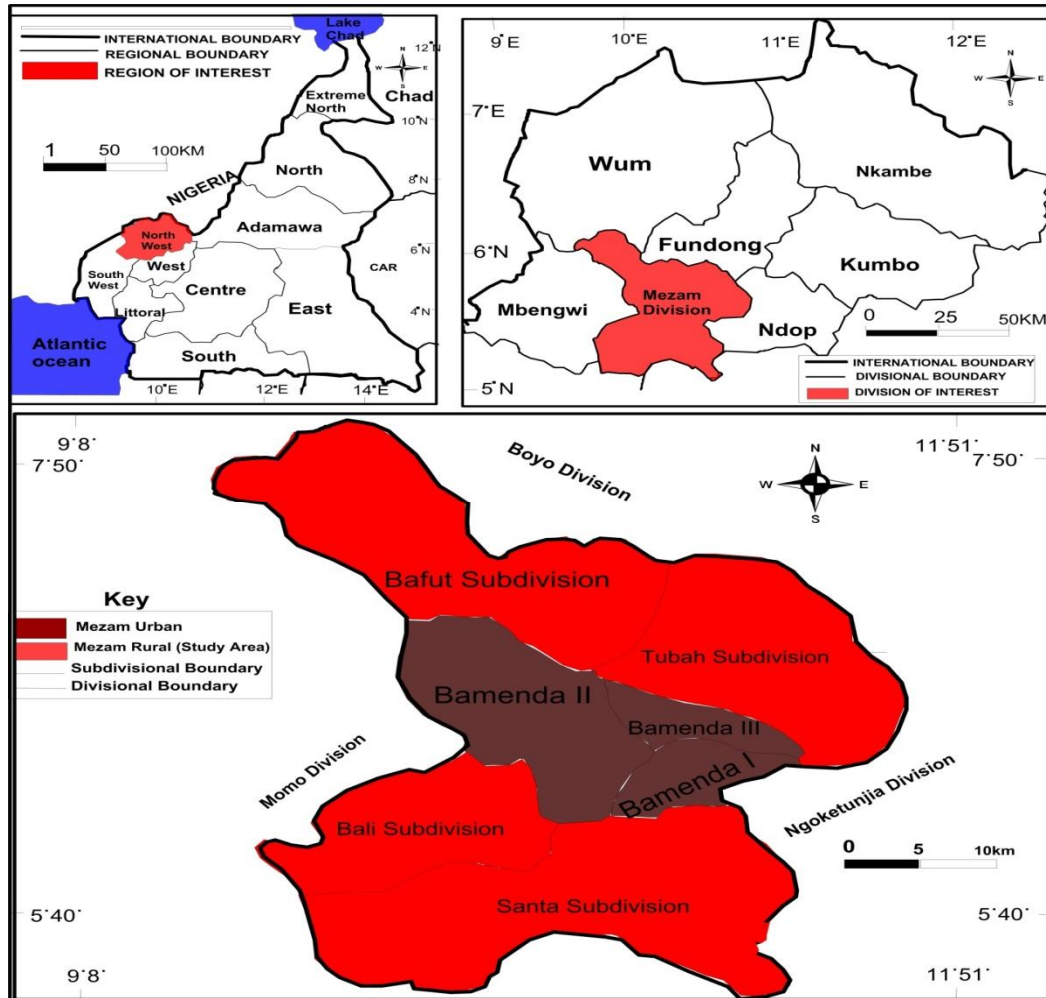 INTERNATIONAL BOUNDARY
REGIONAL BOUNDARY
REGION OF INTEREST
Lake
Chad
N
W E
S
12°N
Chad
Extreme
North
10°N
1 50 100KM
North
8°N
NIGERIA
Adamawa
North
West
6°N
West
CAR
South
West
Centre
East
Littoral
4°N
Atlantic
ocean
South
10°E 12°E 14°E
9°E 10°E 11°E 12°E
N
W E
S
7°N
Wum
Nkambe
6°N
Fundong
Kumbo
Mbengwi
Mezam
Division
Ndop
0 25 50KM
INTERNATIONAL BOUNDARY
DIVISIONAL BOUNDARY
DIVISION OF INTEREST
5°N
9°8'
7°50'
11°51'
7°50'
Boyo Division
N
W E
S
Bafut Subdivision
Key
Mezam Urban
Mezam Rural (Study Area)
Subdivisional Boundary
Divisional Boundary
Tubah Subdivision
Bamenda II
Bamenda III
Bamenda I
Momo Division
Ngoketunjia Division
Bali Subdivision
0 5 10km
Santa Subdivision
5°40'
5°40'
9°8'
11°51'